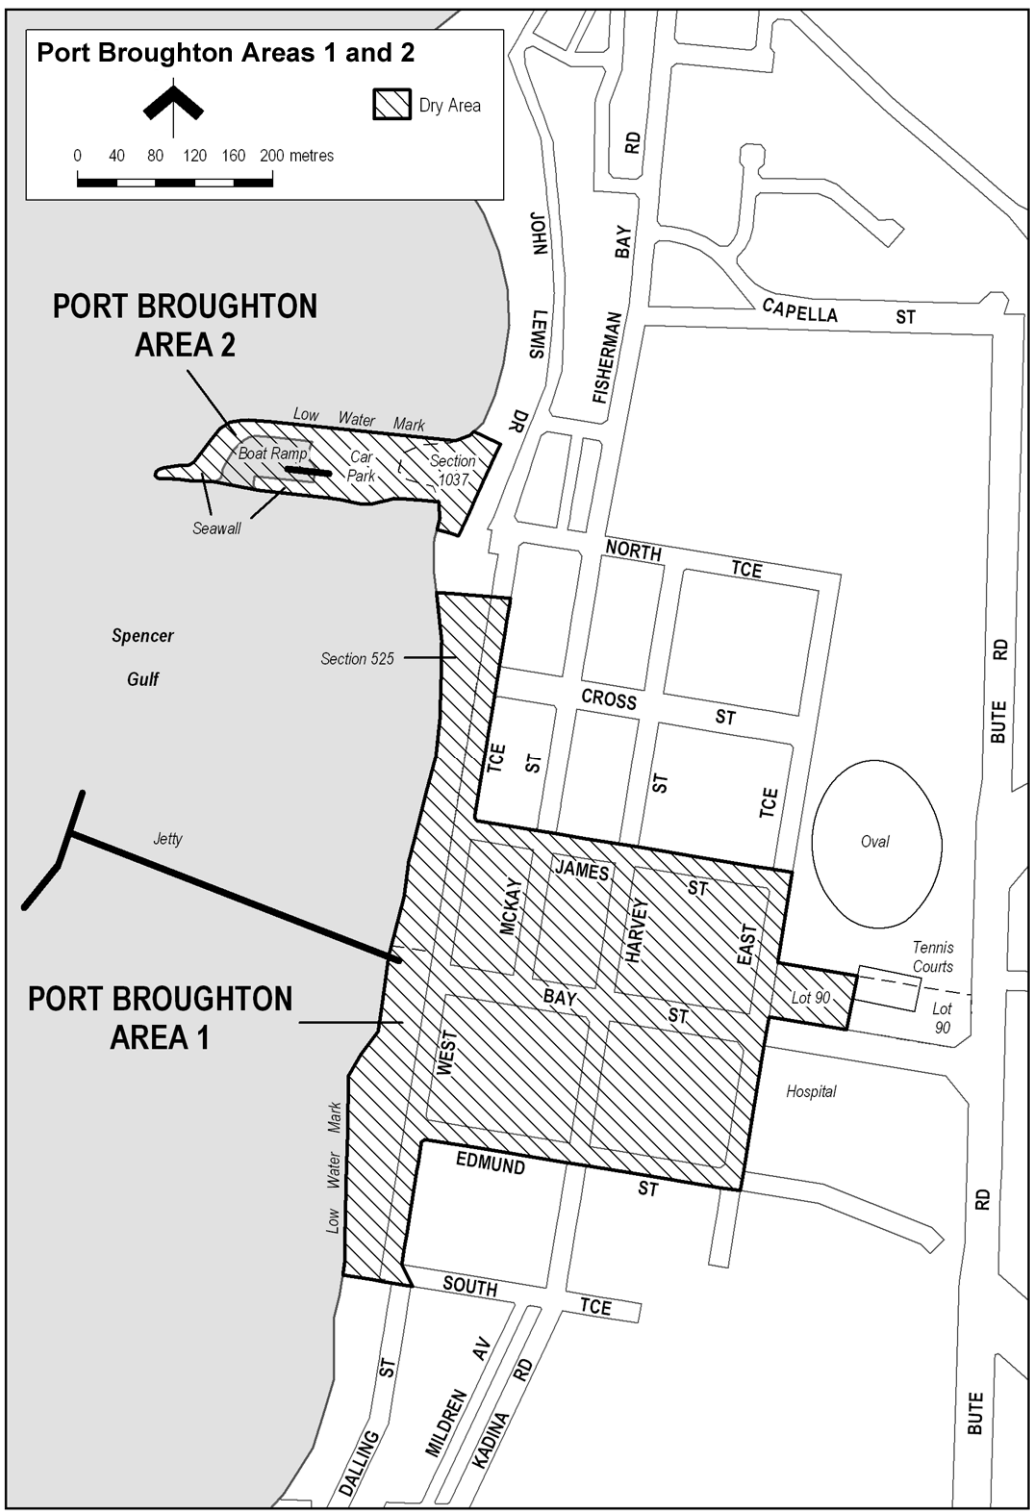 Port Broughton Areas 1 and 2
Dry Area
0 40 80 120 160 200 metres
RD
JOHN
LEWIS
DR
FISHERMAN
BAY
CAPELLA ST
PORT BROUGHTON
AREA 2
Low Water Mark
Boat Ramp
Car
Park
Section
1037
Seawall
NORTH TCE
Spencer
Gulf
Section 525
CROSS ST
BUTE RD
TCE
ST
ST
TCE
Jetty
Oval
JAMES ST
MCKAY
HARVEY
EAST
Tennis
Courts
Lot 90
Lot
90
BAY ST
PORT BROUGHTON
AREA 1
WEST
Hospital
Low Water Mark
EDMUND ST
RD
SOUTH TCE
DALLING ST
MILDREN AV
KADINA RD
BUTE